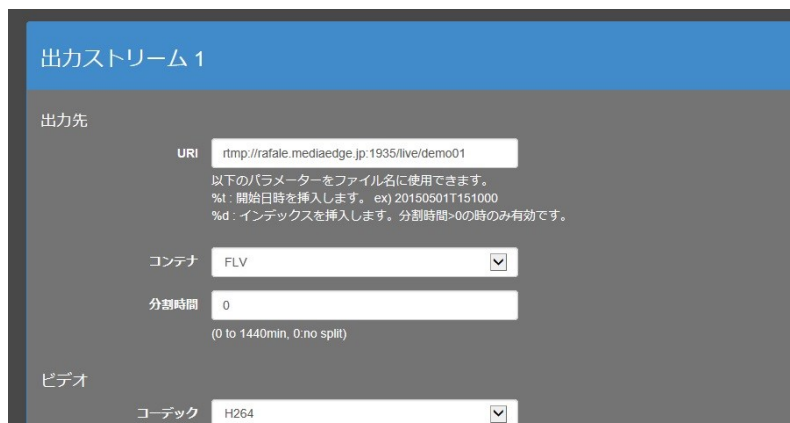 出力ストリーム 1
出力先
URI rtmp://rafale.mediaedge.jp:1935/live/demo01
以下のパラメーターをファイル名に使用できます。
%t : 開始日時を挿入します。 ex) 20150501T151000
%d : インデックスを挿入します。分割時間>0の時のみ有効です。
コンテナ FLV
分割時間 0
(0 to 1440min, 0:no split)
ビデオ
コーデック H264